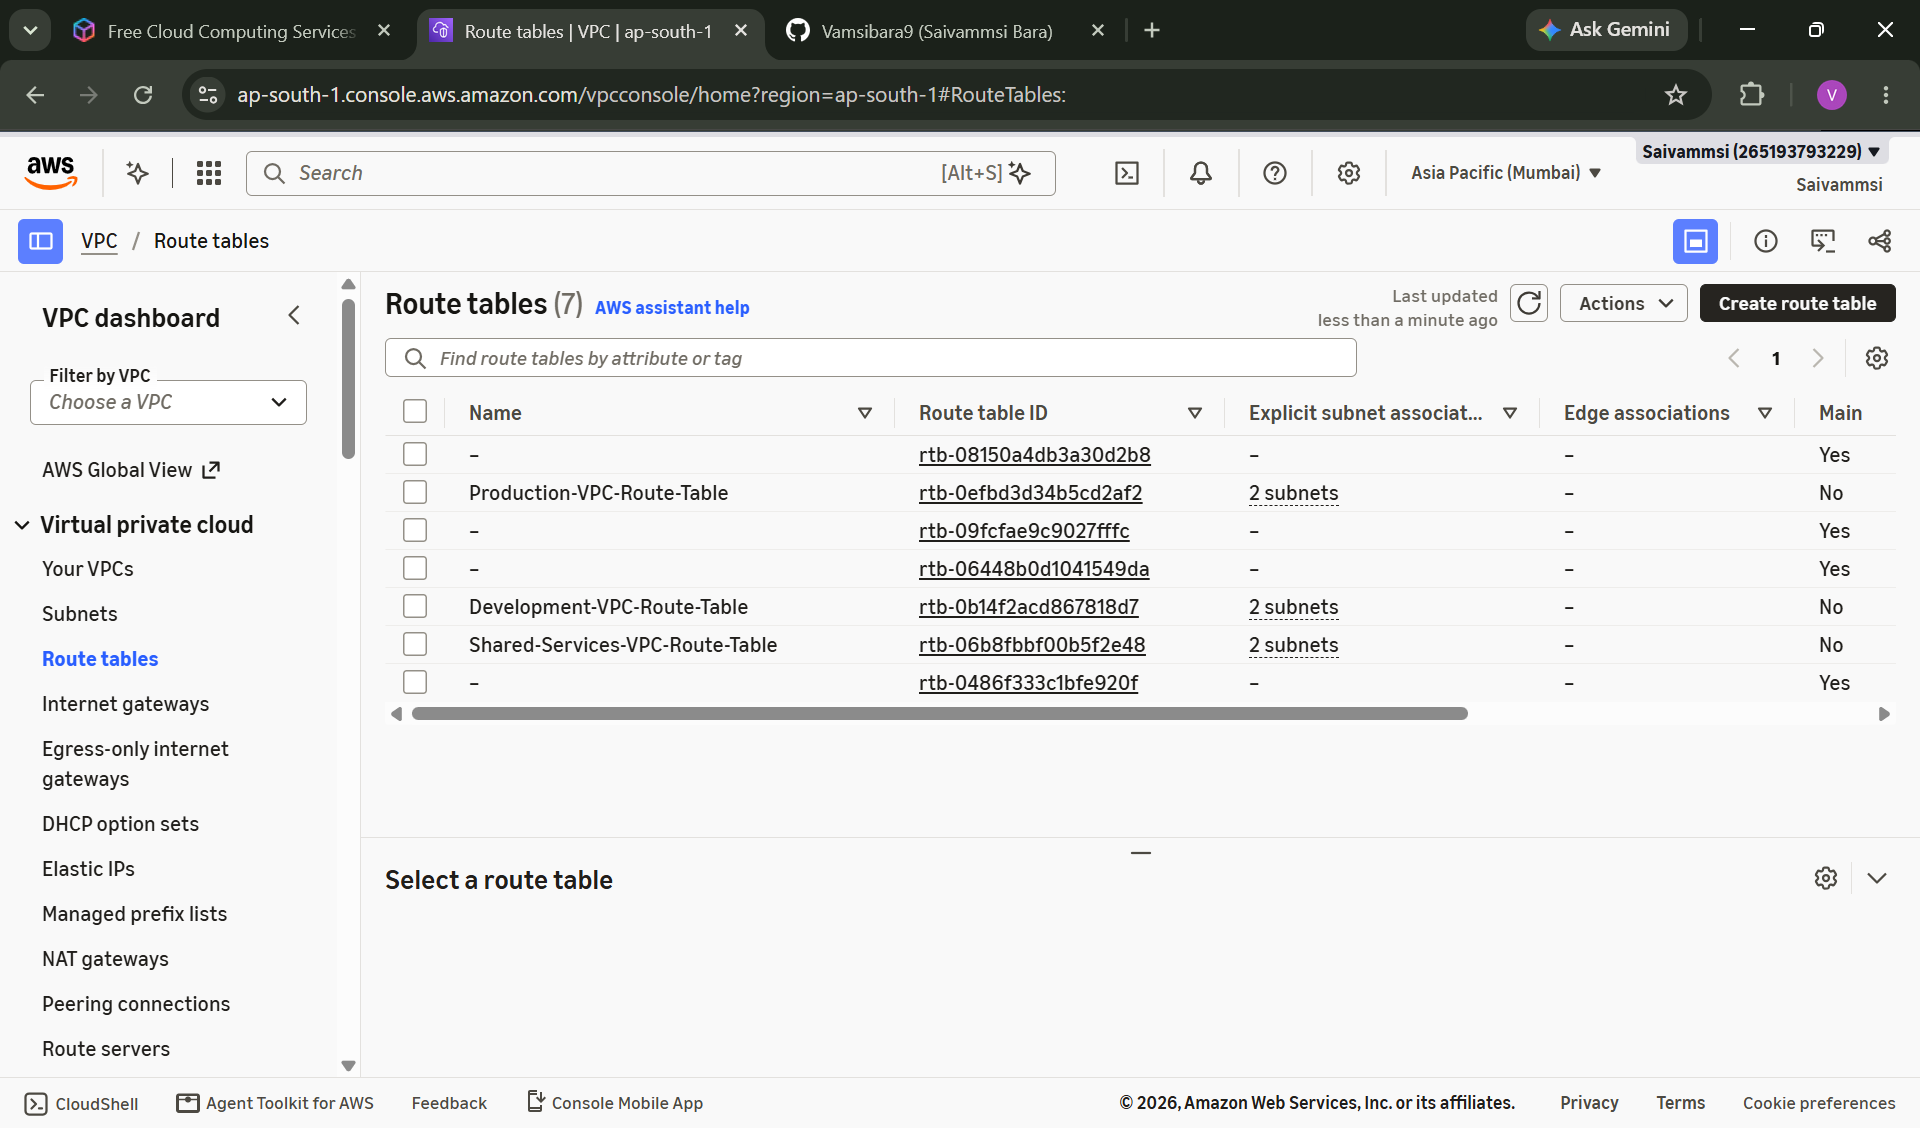 Free Cloud Computing Services
Route tables | VPC | ap-south-1
Vamsibara9 (Saivammsi Bara)
Ask Gemini
ap-south-1.console.aws.amazon.com/vpcconsole/home?region=ap-south-1#RouteTables:
V
aws
Search
[Alt+S]
Asia Pacific (Mumbai)
Saivammsi (265193793229)
Saivammsi
VPC / Route tables
VPC dashboard
Filter by VPC
Choose a VPC
AWS Global View
Virtual private cloud
Your VPCs
Subnets
Route tables
Internet gateways
Egress-only internet
gateways
DHCP option sets
Elastic IPs
Managed prefix lists
NAT gateways
Peering connections
Route servers
Route tables (7) AWS assistant help
Last updated
less than a minute ago
Actions
Create route table
Find route tables by attribute or tag
1
Name Route table ID Explicit subnet associat... Edge associations Main
– rtb-08150a4db3a30d2b8 – – Yes
Production-VPC-Route-Table rtb-0efbd3d34b5cd2af2 2 subnets – No
– rtb-09fcfae9c9027fffc – – Yes
– rtb-06448b0d1041549da – – Yes
Development-VPC-Route-Table rtb-0b14f2acd867818d7 2 subnets – No
Shared-Services-VPC-Route-Table rtb-06b8fbbf00b5f2e48 2 subnets – No
– rtb-0486f333c1bfe920f – – Yes
Select a route table
CloudShell Agent Toolkit for AWS Feedback Console Mobile App © 2026, Amazon Web Services, Inc. or its affiliates. Privacy Terms Cookie preferences